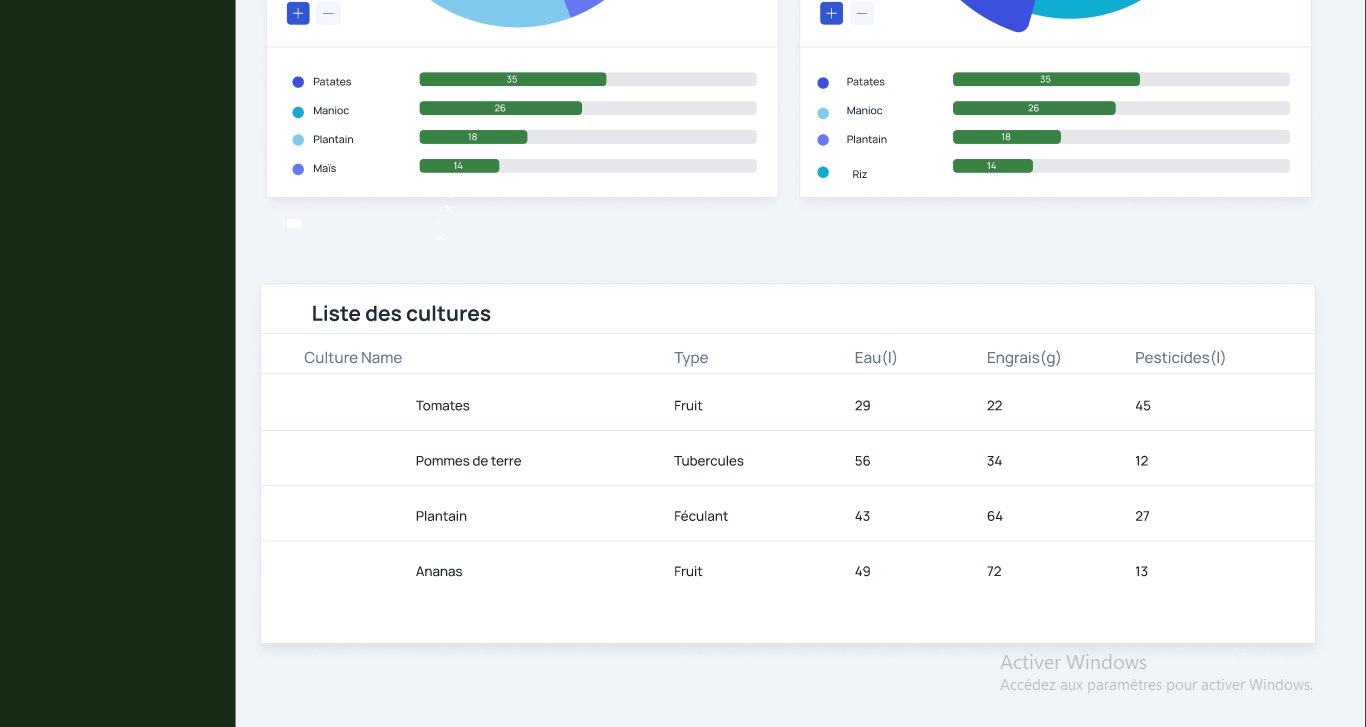 Patates 35
Manioc 26
Plantain 18
Maïs 14
Patates 35
Manioc 26
Plantain 18
Riz 14
Liste des cultures
Culture Name Type Eau(l) Engrais(g) Pesticides(l)
Tomates Fruit 29 22 45
Pommes de terre Tubercules 56 34 12
Plantain Féculant 43 64 27
Ananas Fruit 49 72 13
Activer Windows
Accédez aux paramètres pour activer Windows.